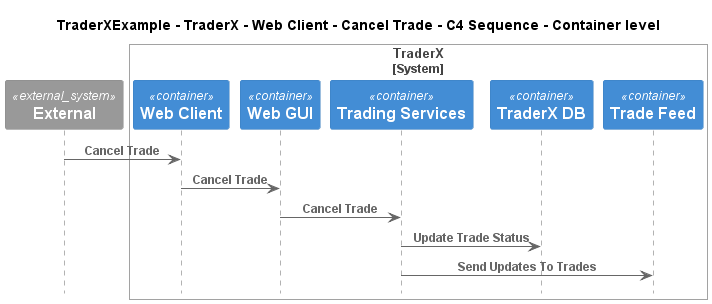 TraderXExample - TraderX - Web Client - Cancel Trade - C4 Sequence - Container level
TraderX
[System]
«external_system»
External
«container»
Web Client
«container»
Web GUI
«container»
Trading Services
«container»
TraderX DB
«container»
Trade Feed
Cancel Trade
Cancel Trade
Cancel Trade
Update Trade Status
Send Updates To Trades